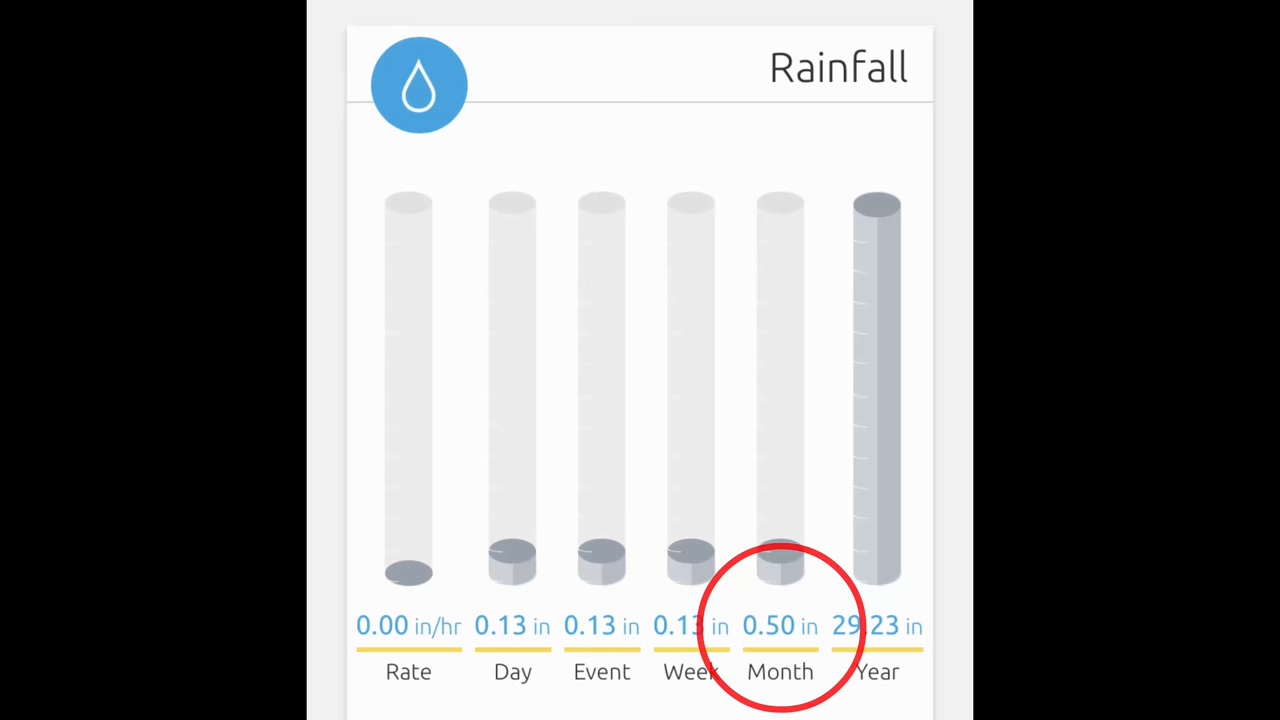 Rainfall
0.00 in/hr 0.13 in 0.13 in 0.13 in 0.50 in 29.23 in
Rate Day Event Week Month Year